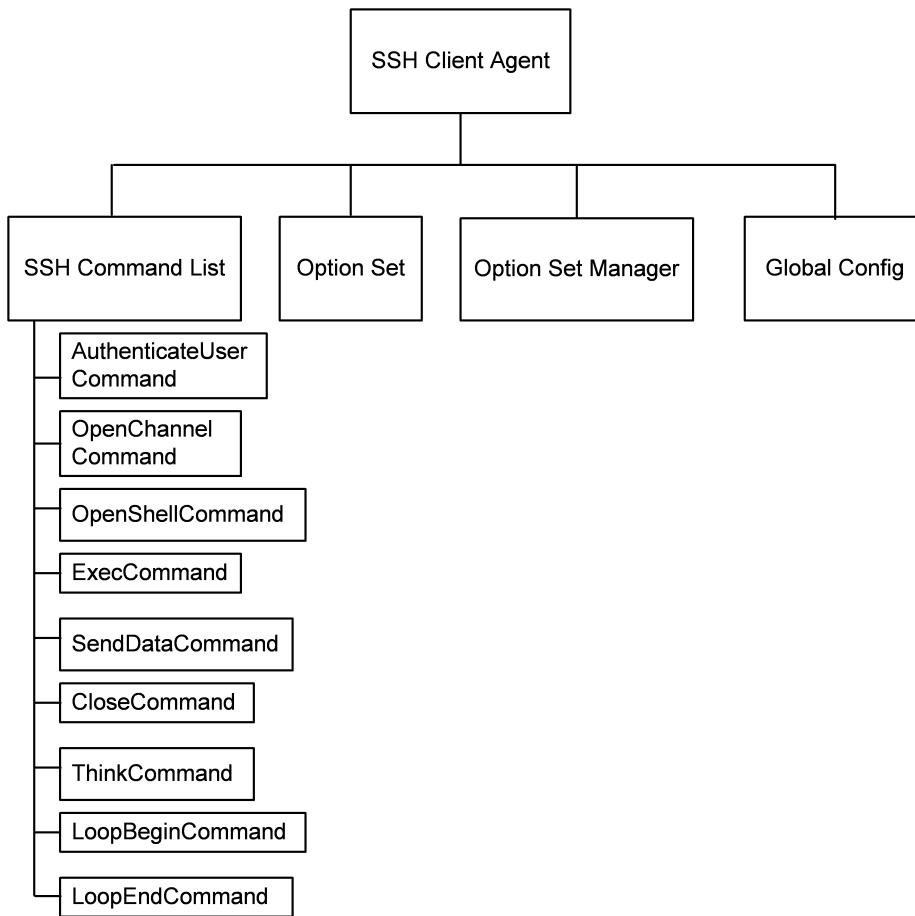 SSH Client Agent
SSH Command List
Option Set
Option Set Manager
Global Config
AuthenticateUser
Command
OpenChannel
Command
OpenShellCommand
ExecCommand
SendDataCommand
CloseCommand
ThinkCommand
LoopBeginCommand
LoopEndCommand